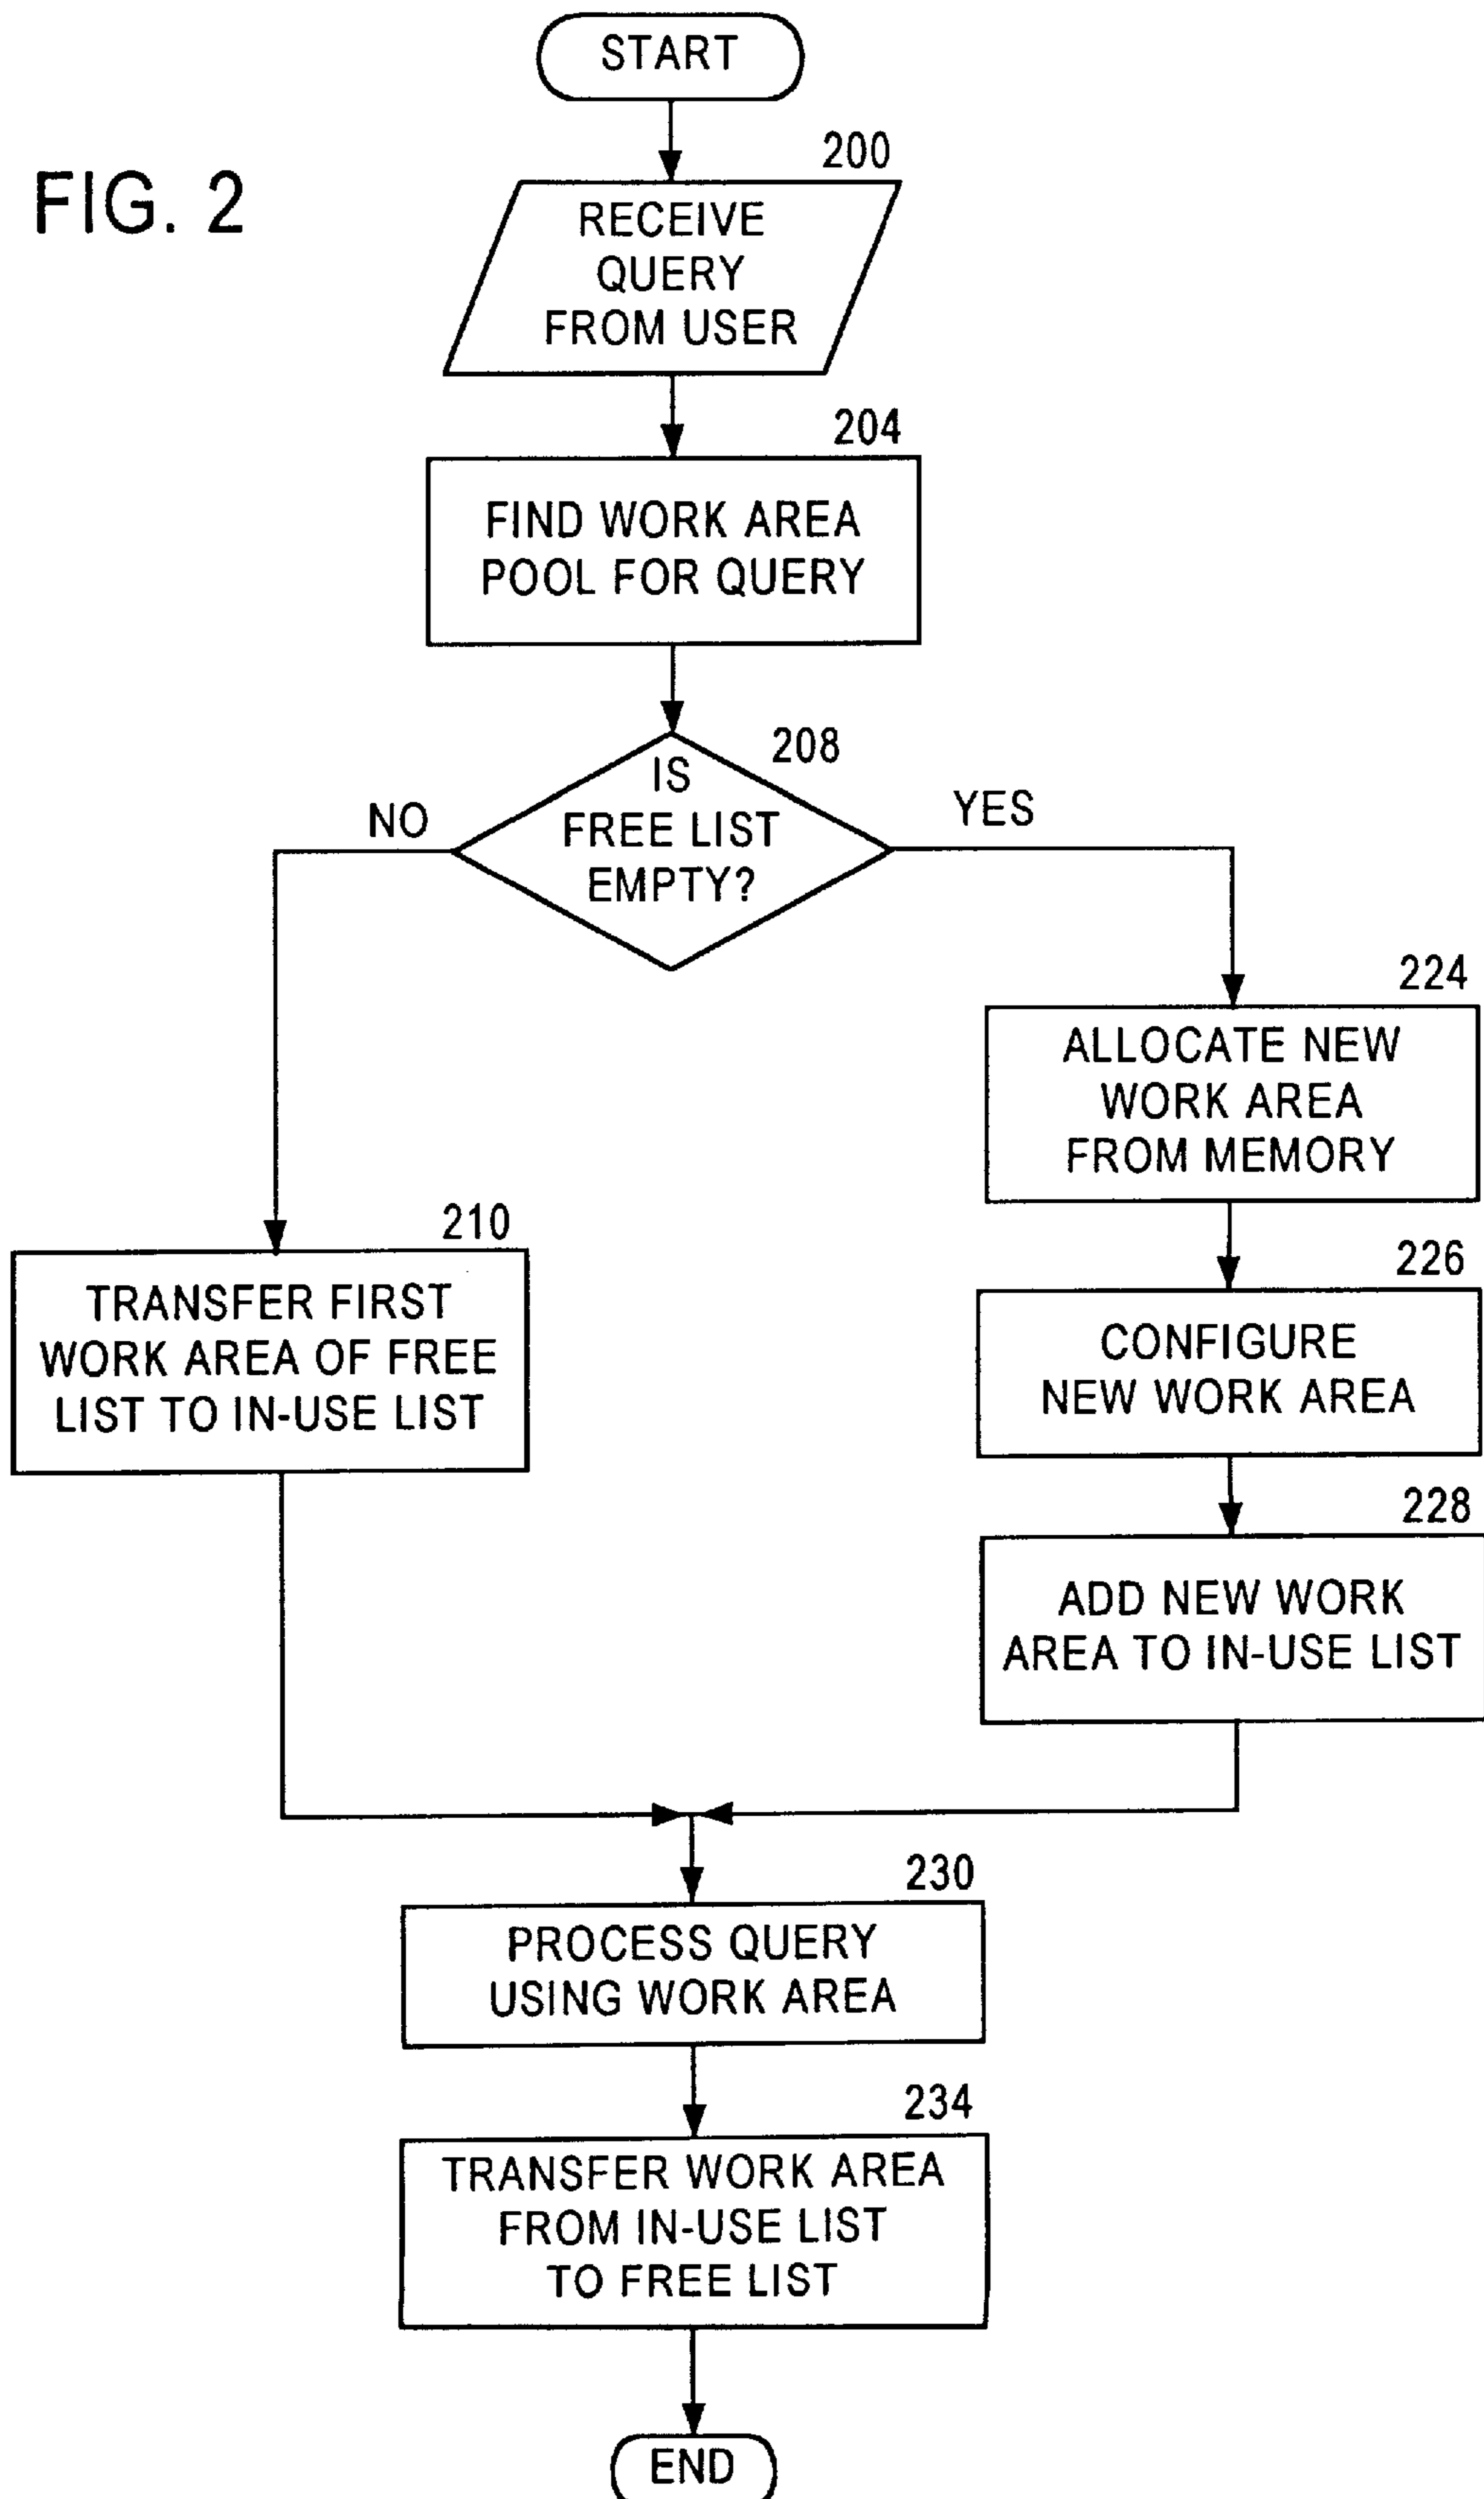 START
FIG. 2
200
RECEIVE
QUERY
FROM USER
204
FIND WORK AREA
POOL FOR QUERY
208
IS
FREE LIST
EMPTY?
NO
YES
224
ALLOCATE NEW
WORK AREA
FROM MEMORY
210
TRANSFER FIRST
WORK AREA OF FREE
LIST TO IN-USE LIST
226
CONFIGURE
NEW WORK AREA
228
ADD NEW WORK
AREA TO IN-USE LIST
230
PROCESS QUERY
USING WORK AREA
234
TRANSFER WORK AREA
FROM IN-USE LIST
TO FREE LIST
END